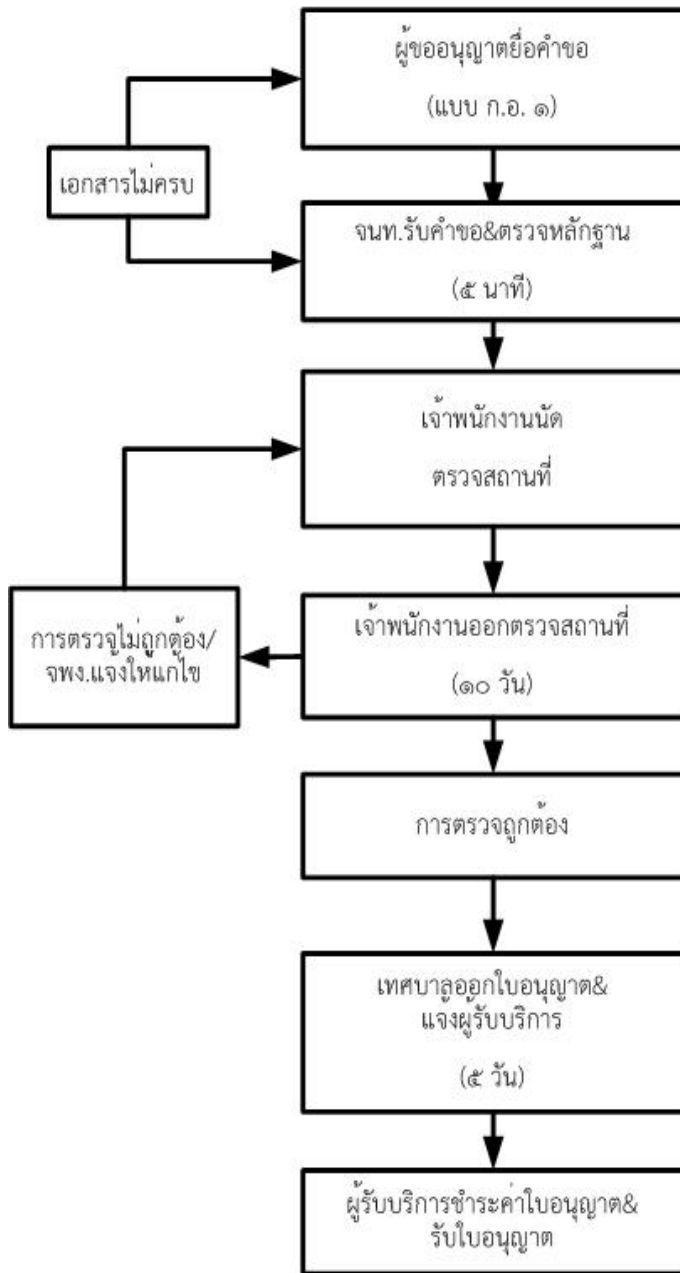 ผู้ขออนุญาตยื่อคำขอ
(แบบ ก.อ. ๑)
เอกสารไม่ครบ
จนท.รับคำขอ&ตรวจหลักฐาน
(๕ นาที)
เจ้าพนักงานนัด
ตรวจสถานที่
การตรวจไม่ถูกต้อง/
จพง.แจ้งให้แก้ไข
เจ้าพนักงานออกตรวจสถานที่
(๑๐ วัน)
การตรวจถูกต้อง
เทศบาลออกใบอนุญาต&
แจ้งผู้รับบริการ
(๕ วัน)
ผู้รับบริการชำระค่าใบอนุญาต&
รับใบอนุญาต